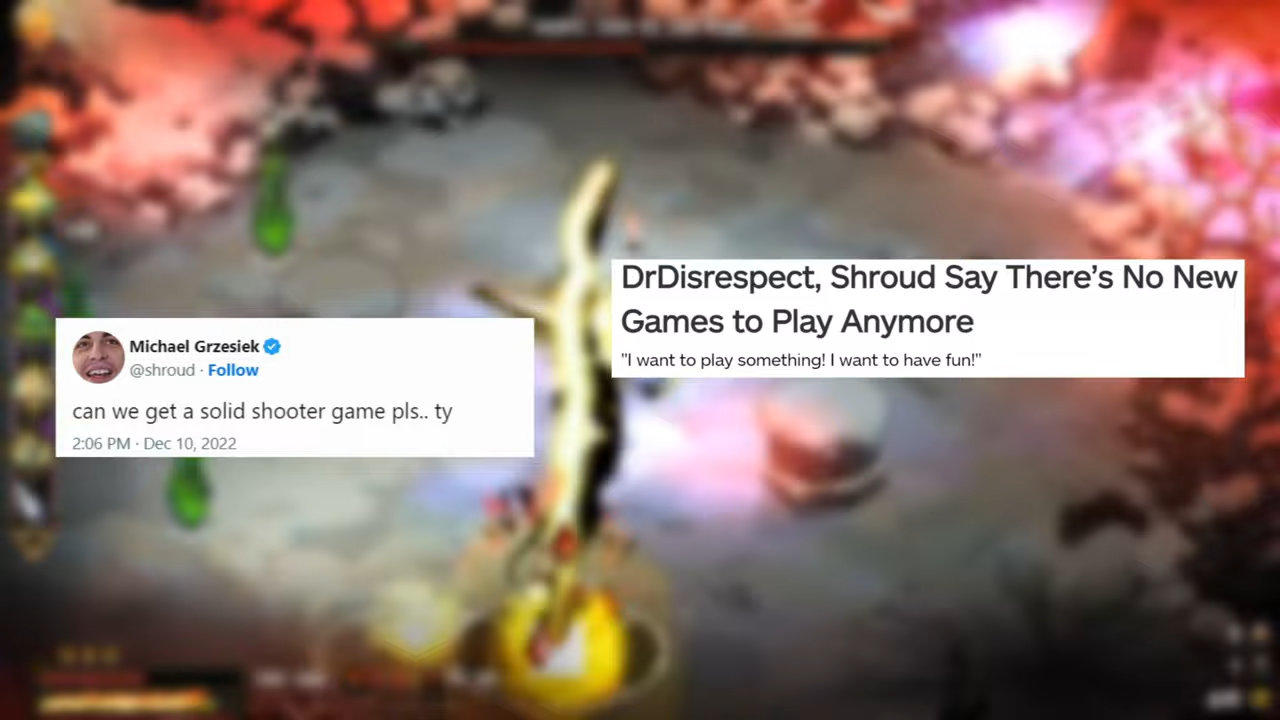 Michael Grzesiek
@shroud · Follow
can we get a solid shooter game pls.. ty
2:06 PM · Dec 10, 2022
DrDisrespect, Shroud Say There's No New
Games to Play Anymore
"I want to play something! I want to have fun!"